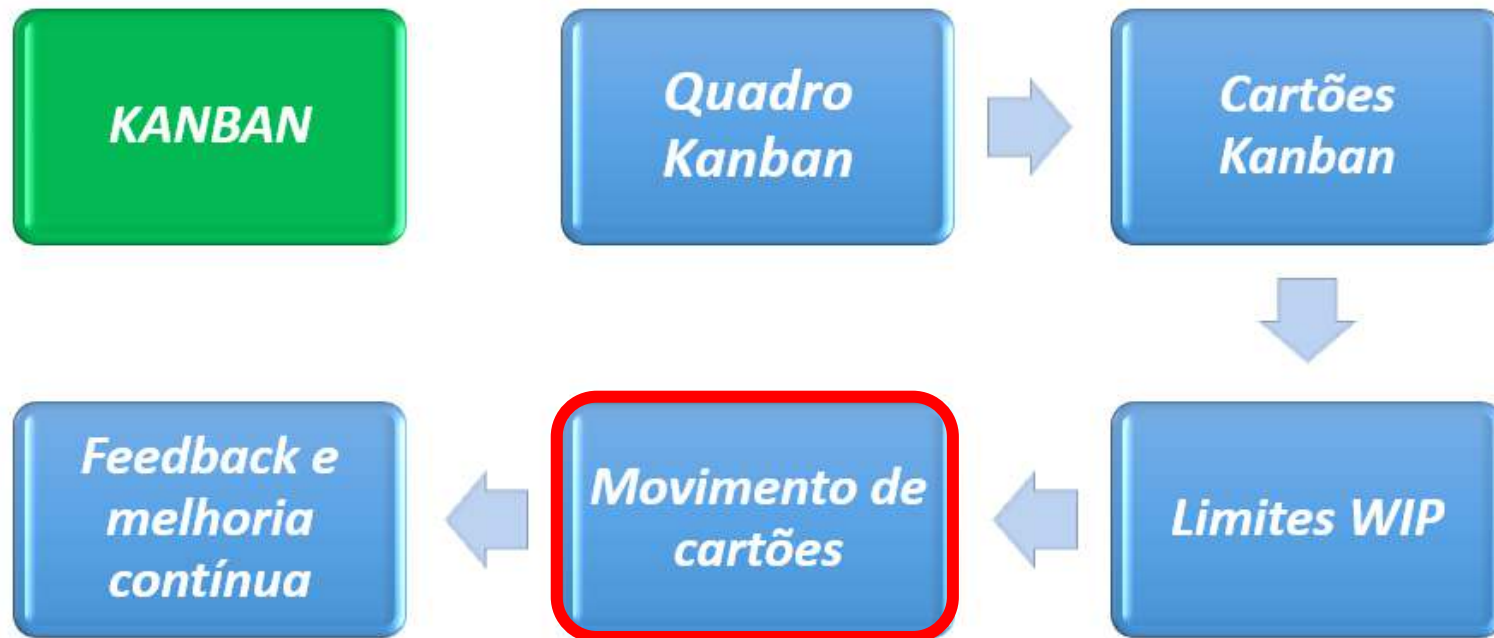 KANBAN
Quadro
Kanban
Cartões
Kanban
Limites WIP
Movimento de
cartões
Feedback e
melhoria
contínua